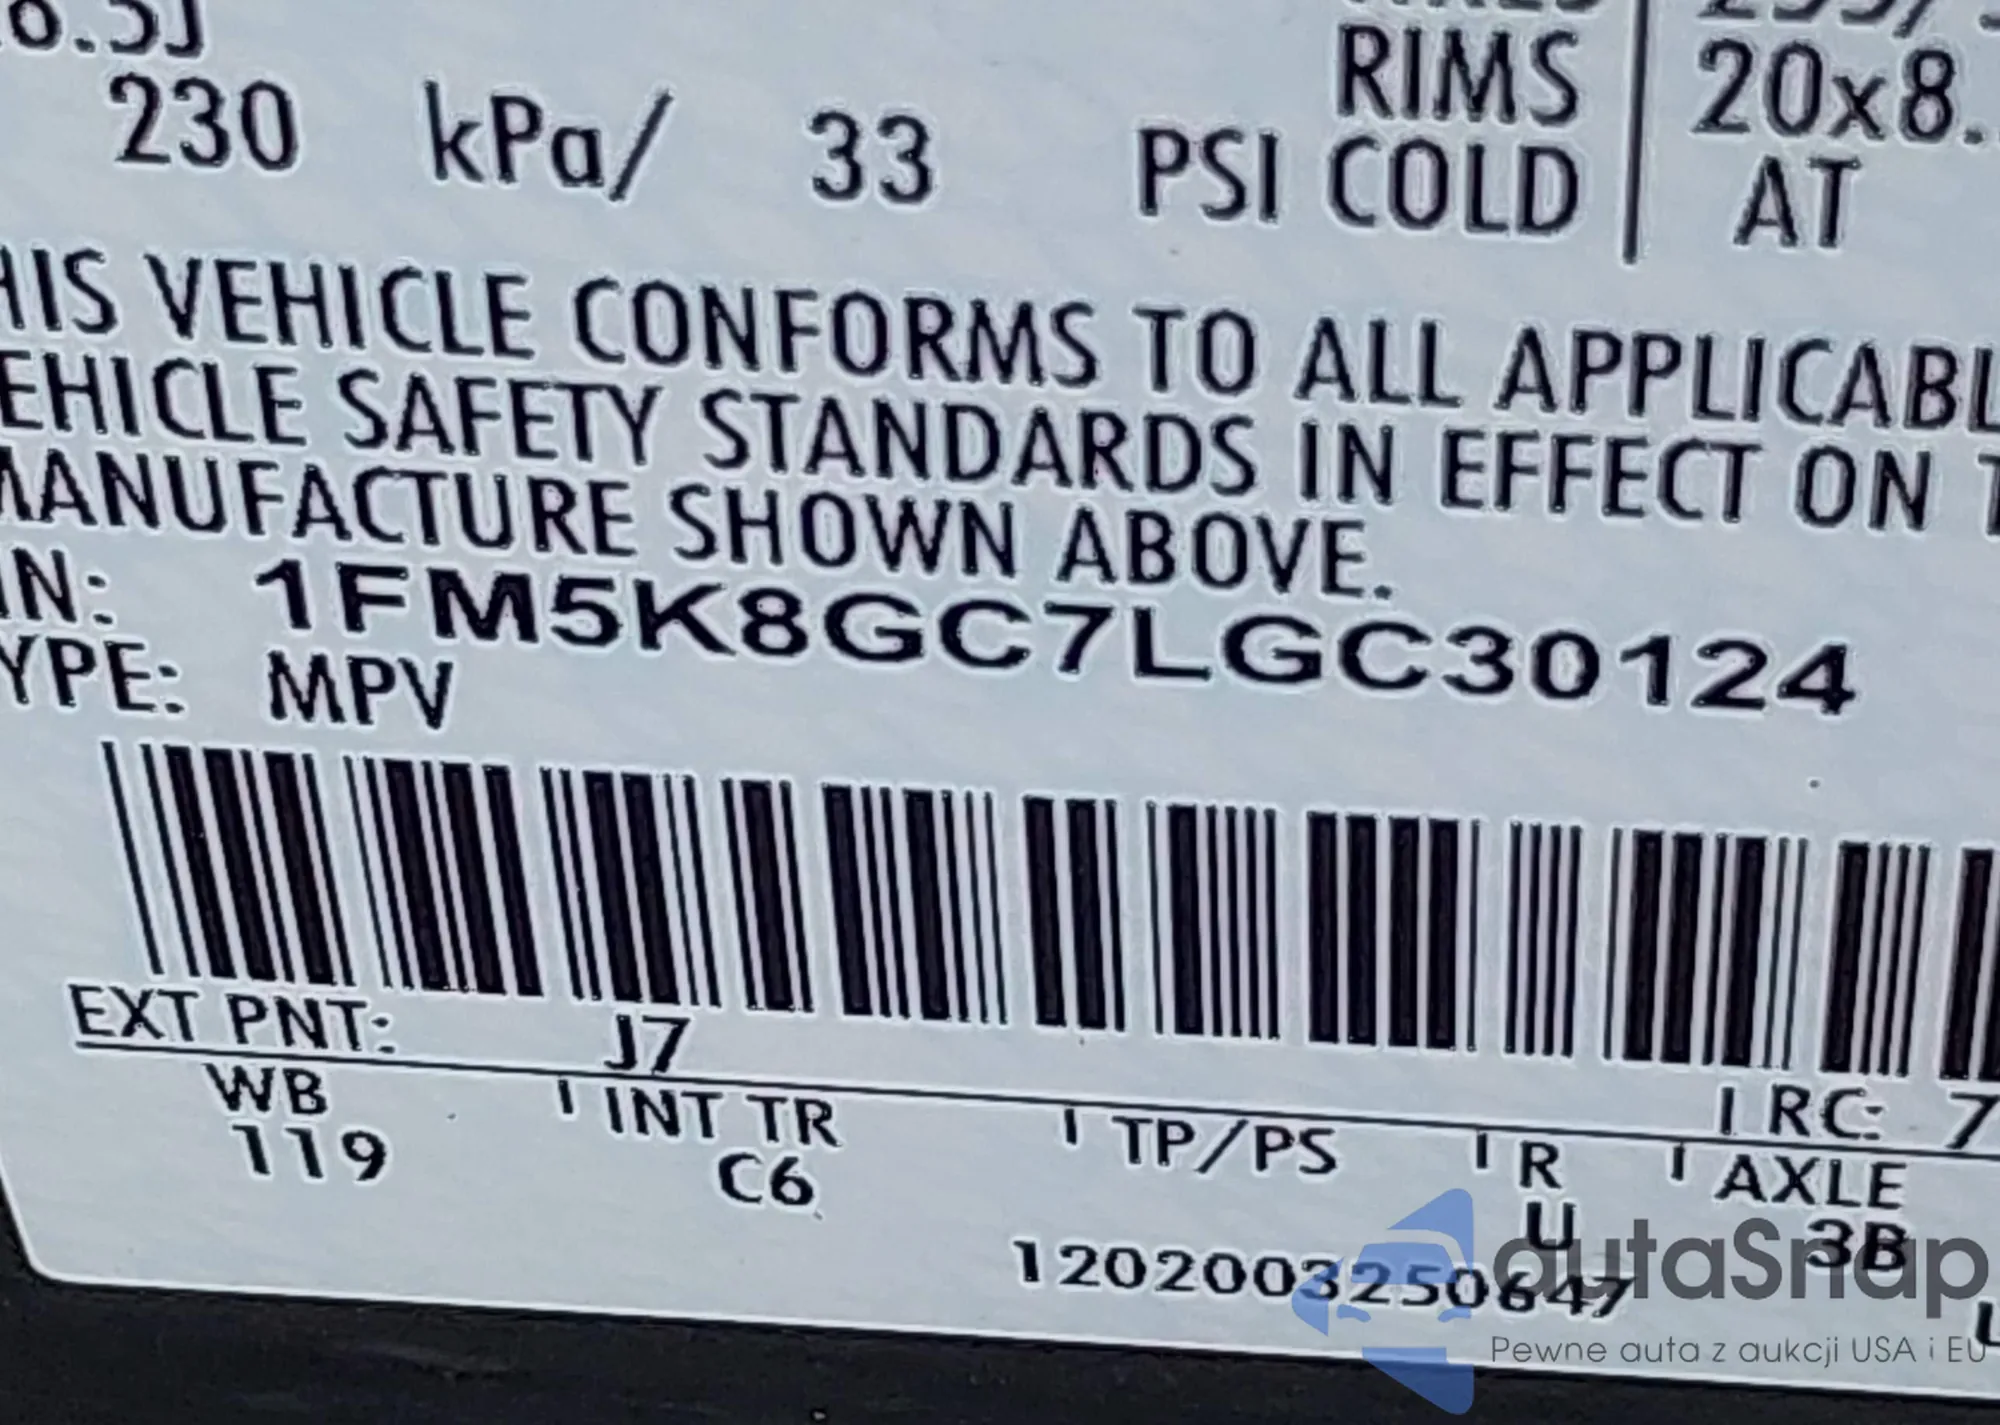 230 kPa/ 33 PSI COLD
RIMS 20x8.
AT
HIS VEHICLE CONFORMS TO ALL APPLICABL
EHICLE SAFETY STANDARDS IN EFFECT ON T
MANUFACTURE SHOWN ABOVE.
IN: 1FM5K8GC7LGC30124
YPE: MPV
EXT PNT: J7
RC: 7
WB INT TR TP/PS R AXLE
119 C6 U 3B
1202003250647
autaSnap
Pewne auta z aukcji USA i EU